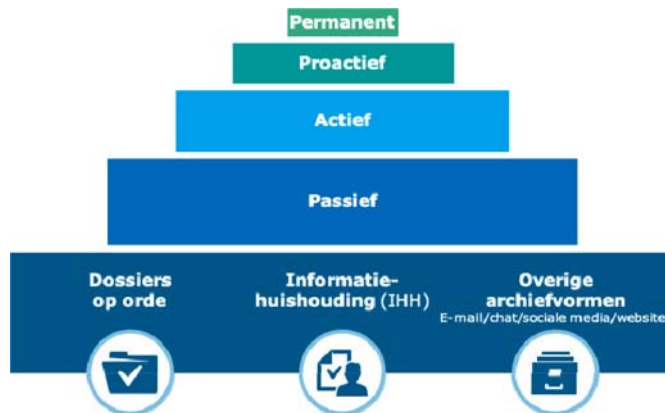 Permanent
Proactief
Actief
Passief
Dossiers
op orde
Informatie-
huishouding (IHH)
Overige
archiefvormen
E-mail/chat/sociale media/website